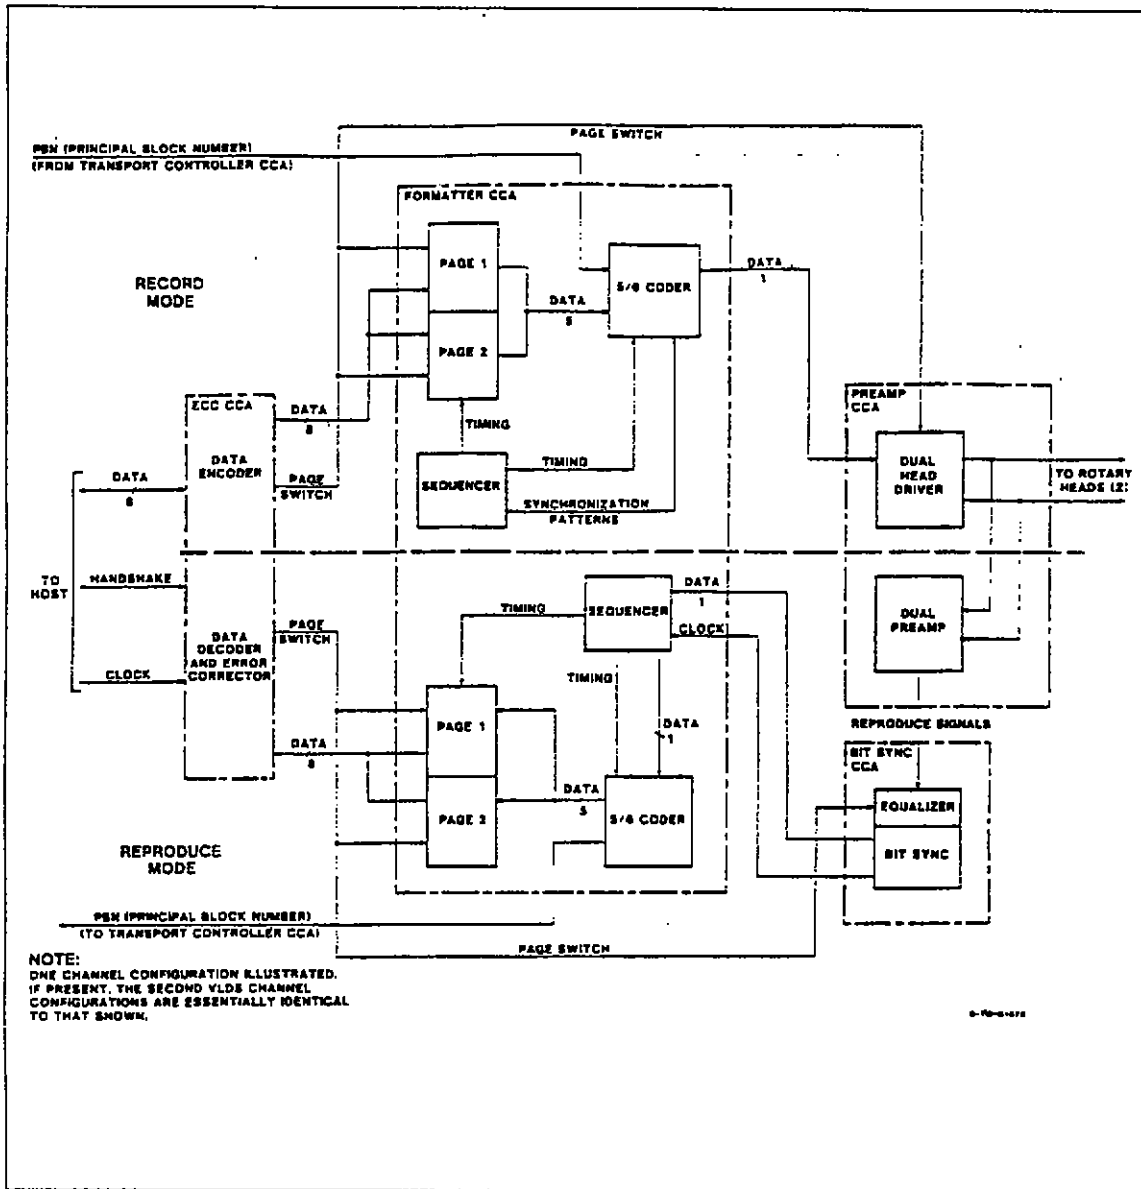 PAGE SWITCH
PBN (PRINCIPAL BLOCK NUMBER)
(FROM TRANSPORT CONTROLLER CCA)
FORMATTER CCA
RECORD
MODE
PAGE 1
PAGE 2
DATA
5
5/6 CODER
DATA
1
ECC CCA
DATA
8
DATA
ENCODER
PAGE
SWITCH
TIMING
SEQUENCER
TIMING
SYNCHRONIZATION
PATTERNS
PREAMP
CCA
DUAL
HEAD
DRIVER
TO ROTARY
HEADS (2)
DATA
8
TO
HOST
HANDSHAKE
CLOCK
DATA
DECODER
AND ERROR
CORRECTOR
PAGE
SWITCH
TIMING
SEQUENCER
DATA
1
CLOCK
DUAL
PREAMP
TIMING
DATA
1
REPRODUCE SIGNALS
DATA
8
PAGE 1
PAGE 2
DATA
5
5/6 CODER
BIT SYNC
CCA
EQUALIZER
BIT SYNC
REPRODUCE
MODE
PBN (PRINCIPAL BLOCK NUMBER)
(TO TRANSPORT CONTROLLER CCA)
PAGE SWITCH
NOTE:
ONE CHANNEL CONFIGURATION ILLUSTRATED.
IF PRESENT, THE SECOND VLDS CHANNEL
CONFIGURATIONS ARE ESSENTIALLY IDENTICAL
TO THAT SHOWN.